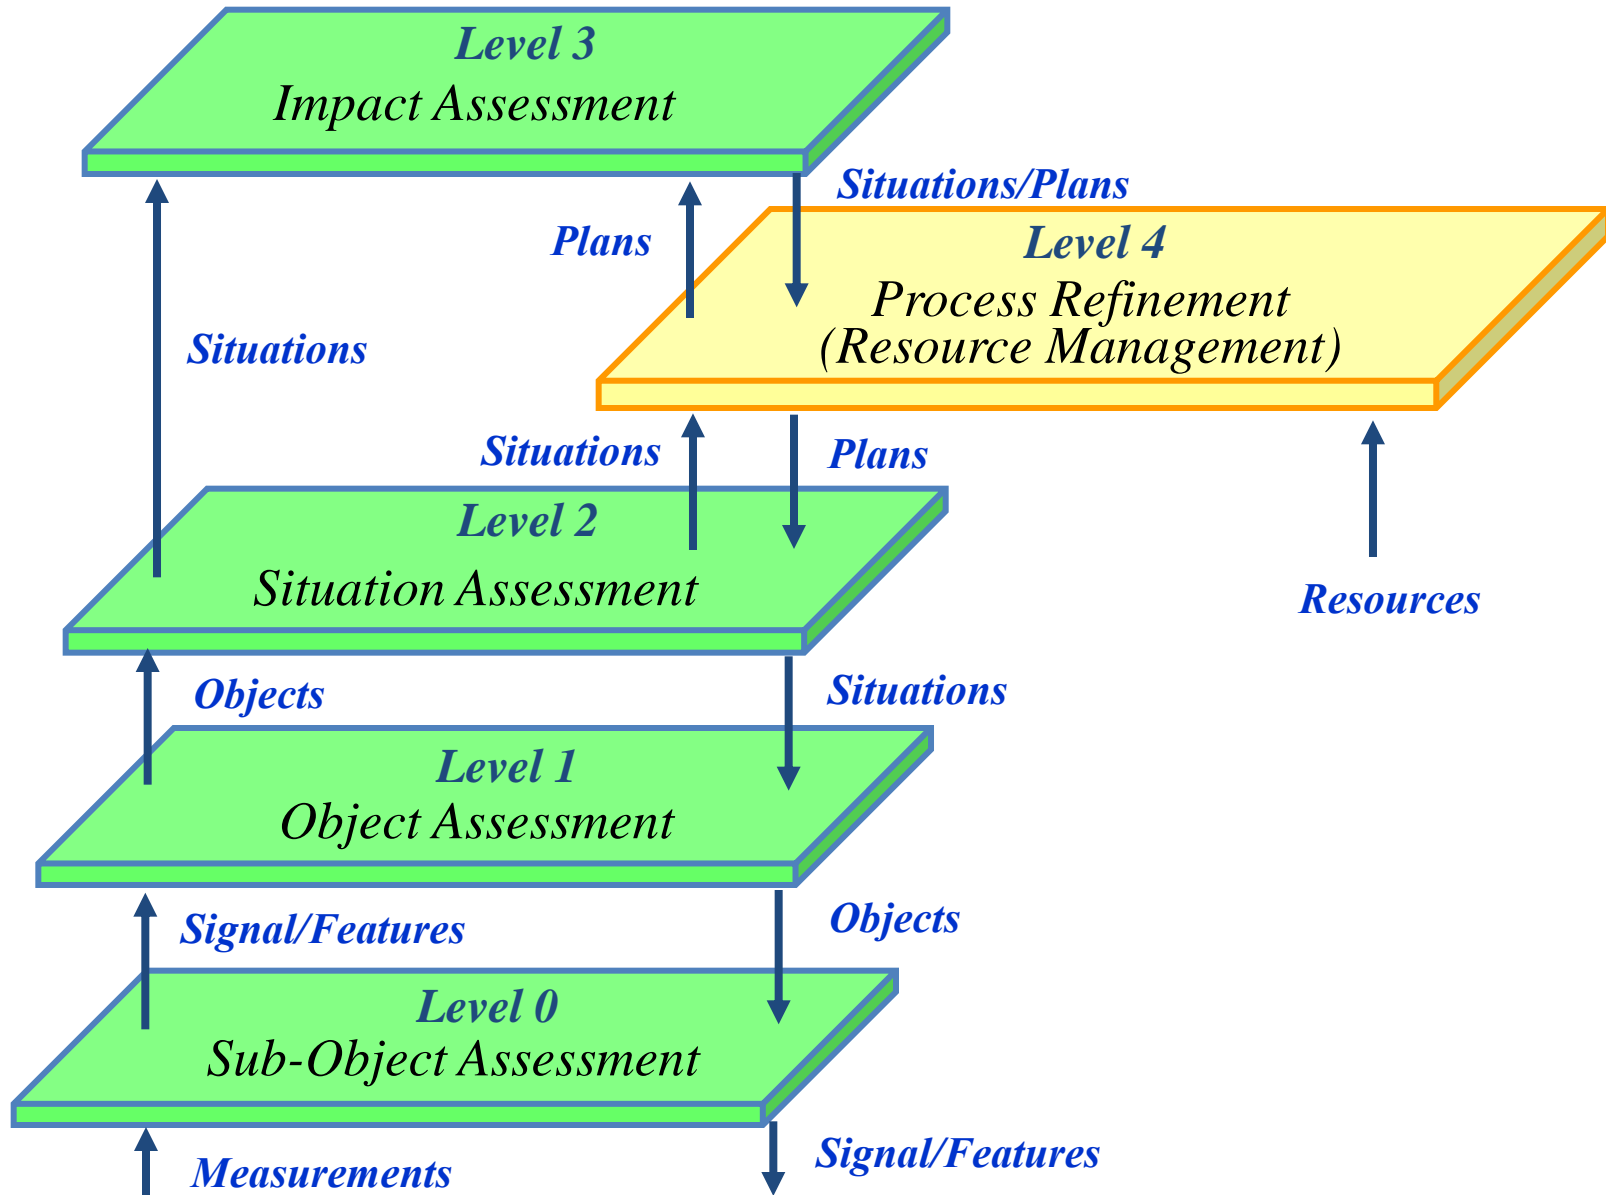 Level 3
Impact Assessment
Situations/Plans
Plans
Level 4
Process Refinement
(Resource Management)
Situations
Situations
Plans
Level 2
Situation Assessment
Resources
Objects
Situations
Level 1
Object Assessment
Signal/Features
Objects
Level 0
Sub-Object Assessment
Measurements
Signal/Features